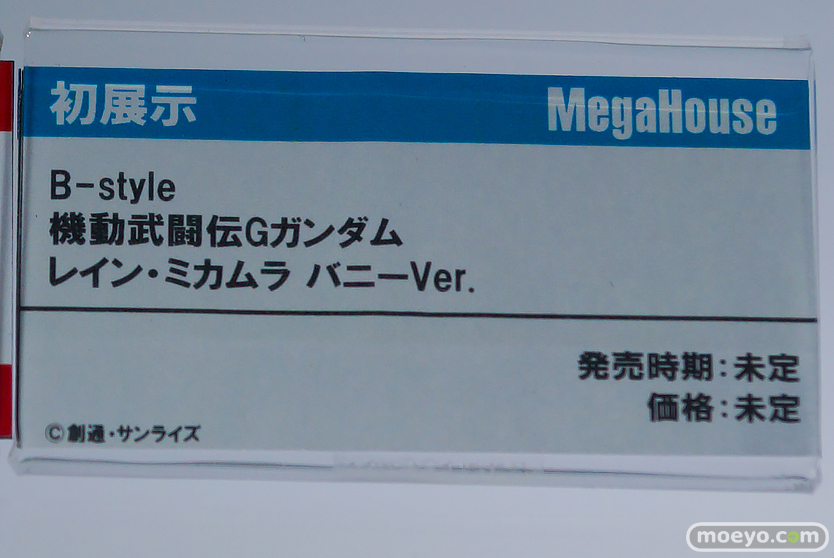 初展示 MegaHouse
B-style
機動武闘伝Gガンダム
レイン・ミカムラ バニーVer.
発売時期：未定
価格：未定
©創通・サンライズ
moeyo.com